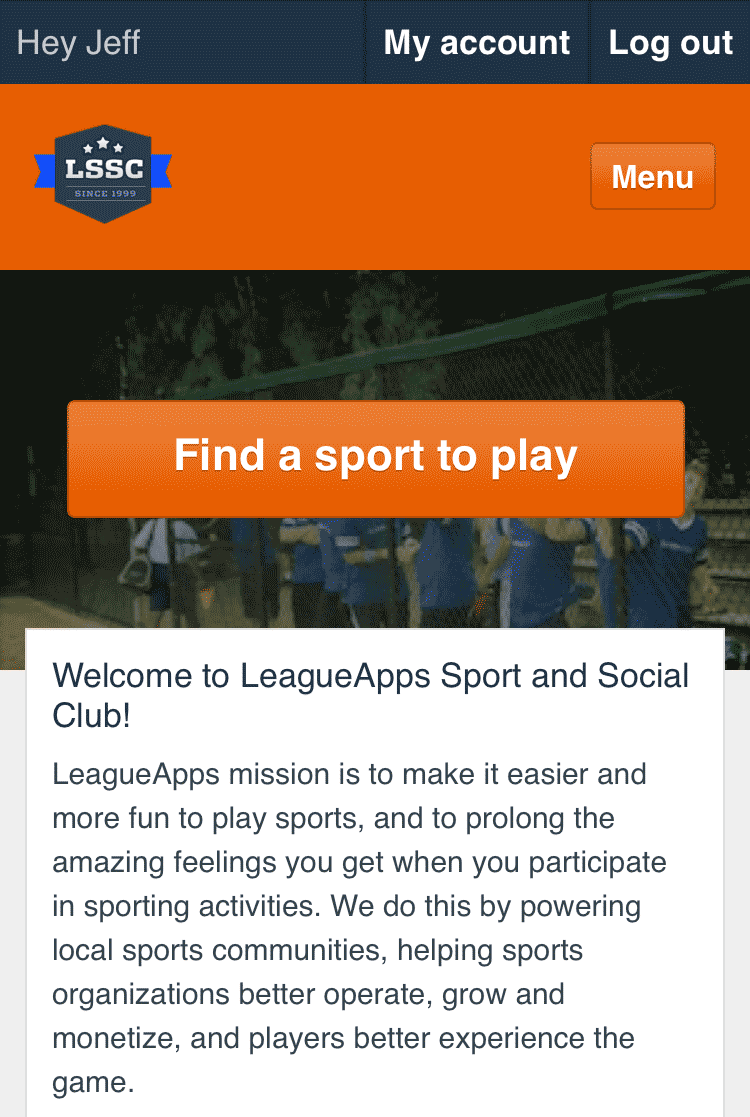 Hey Jeff
My account
Log out
LSSC
SINCE 1999
Menu
Find a sport to play
Welcome to LeagueApps Sport and Social
Club!
LeagueApps mission is to make it easier and
more fun to play sports, and to prolong the
amazing feelings you get when you participate
in sporting activities. We do this by powering
local sports communities, helping sports
organizations better operate, grow and
monetize, and players better experience the
game.